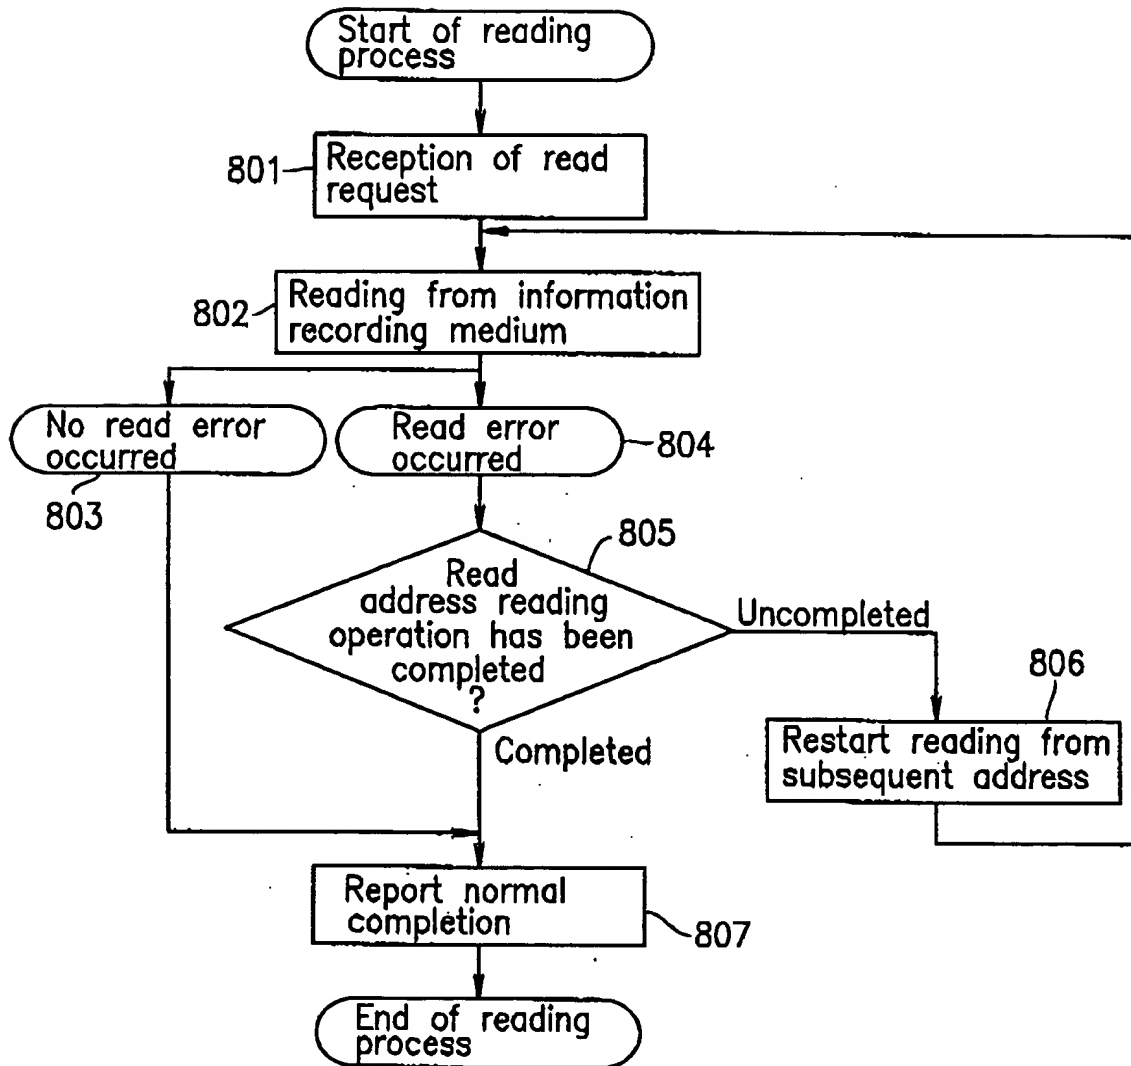 Start of reading
process
801
Reception of read
request
802
Reading from information
recording medium
No read error
occurred
803
Read error
occurred
804
805
Read
address reading
operation has been
completed
?
Uncompleted
Completed
806
Restart reading from
subsequent address
Report normal
completion
807
End of reading
process